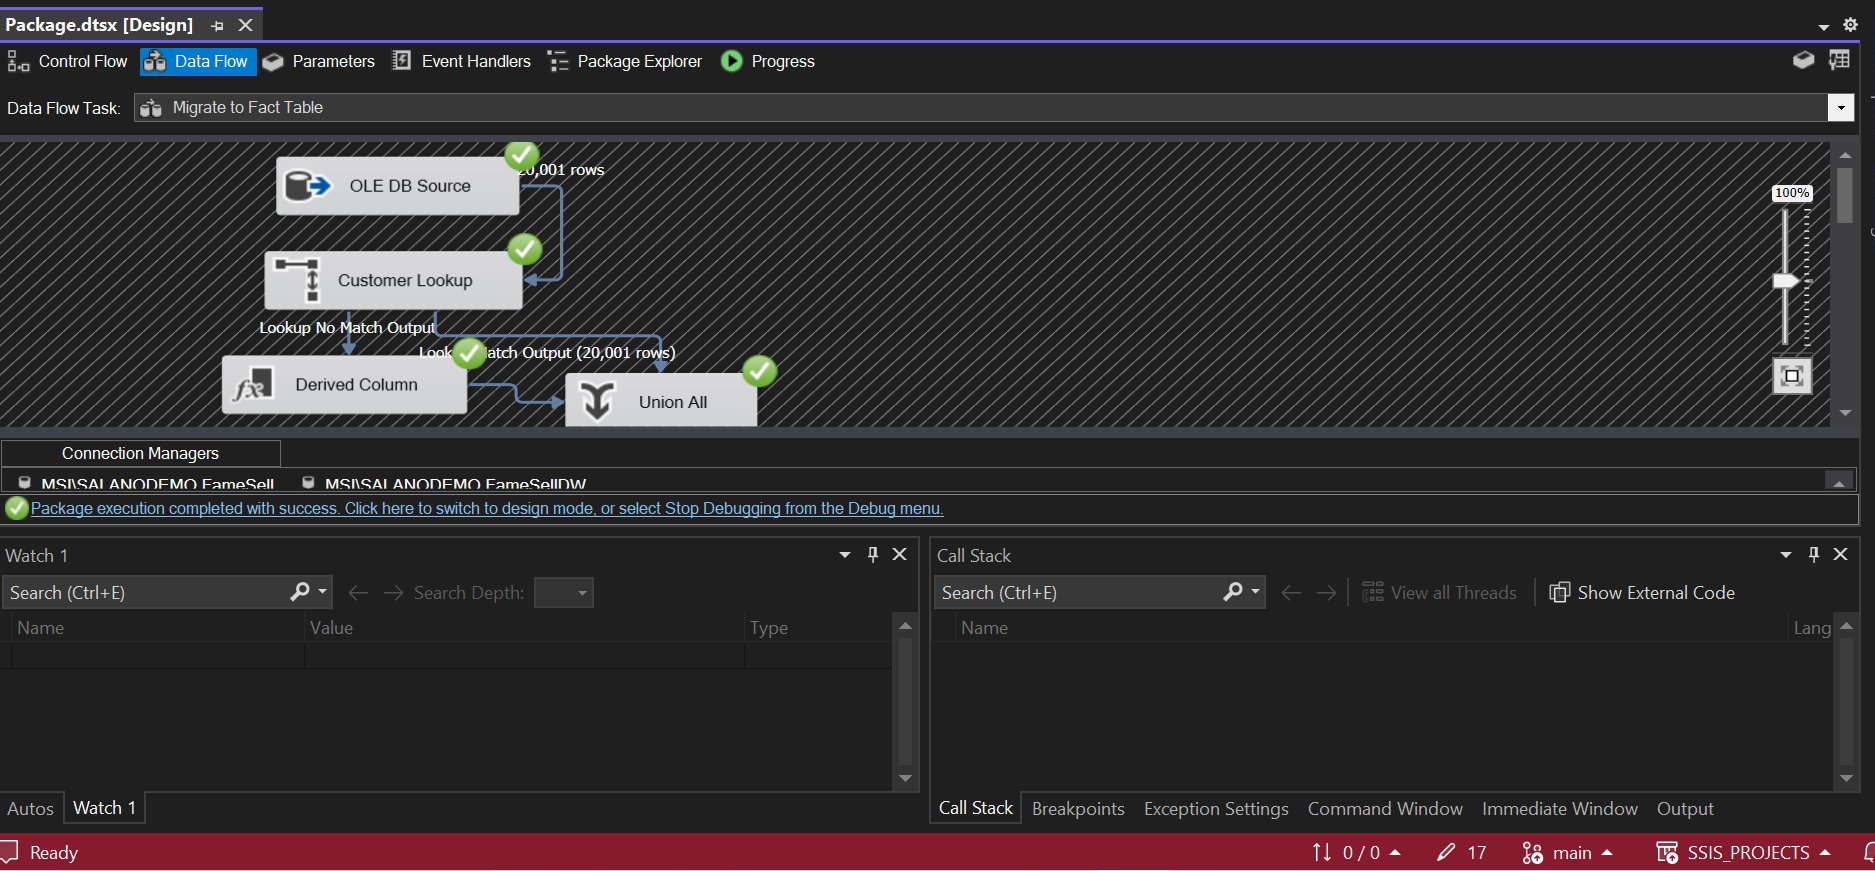 Package.dtsx [Design]
Control Flow Data Flow Parameters Event Handlers Package Explorer Progress
Data Flow Task: Migrate to Fact Table
20,001 rows
OLE DB Source
100%
Customer Lookup
Lookup No Match Output
Match Output (20,001 rows)
Derived Column
Union All
Connection Managers
MSI\SALANODEMO.FameSell MSI\SALANODEMO.FameSellDW
Package execution completed with success. Click here to switch to design mode, or select Stop Debugging from the Debug menu.
Watch 1
Search (Ctrl+E) Search Depth:
Name Value Type
Autos Watch 1
Call Stack
Search (Ctrl+E) View all Threads Show External Code
Name Lang
Call Stack Breakpoints Exception Settings Command Window Immediate Window Output
Ready 0 / 0 17 main SSIS_PROJECTS